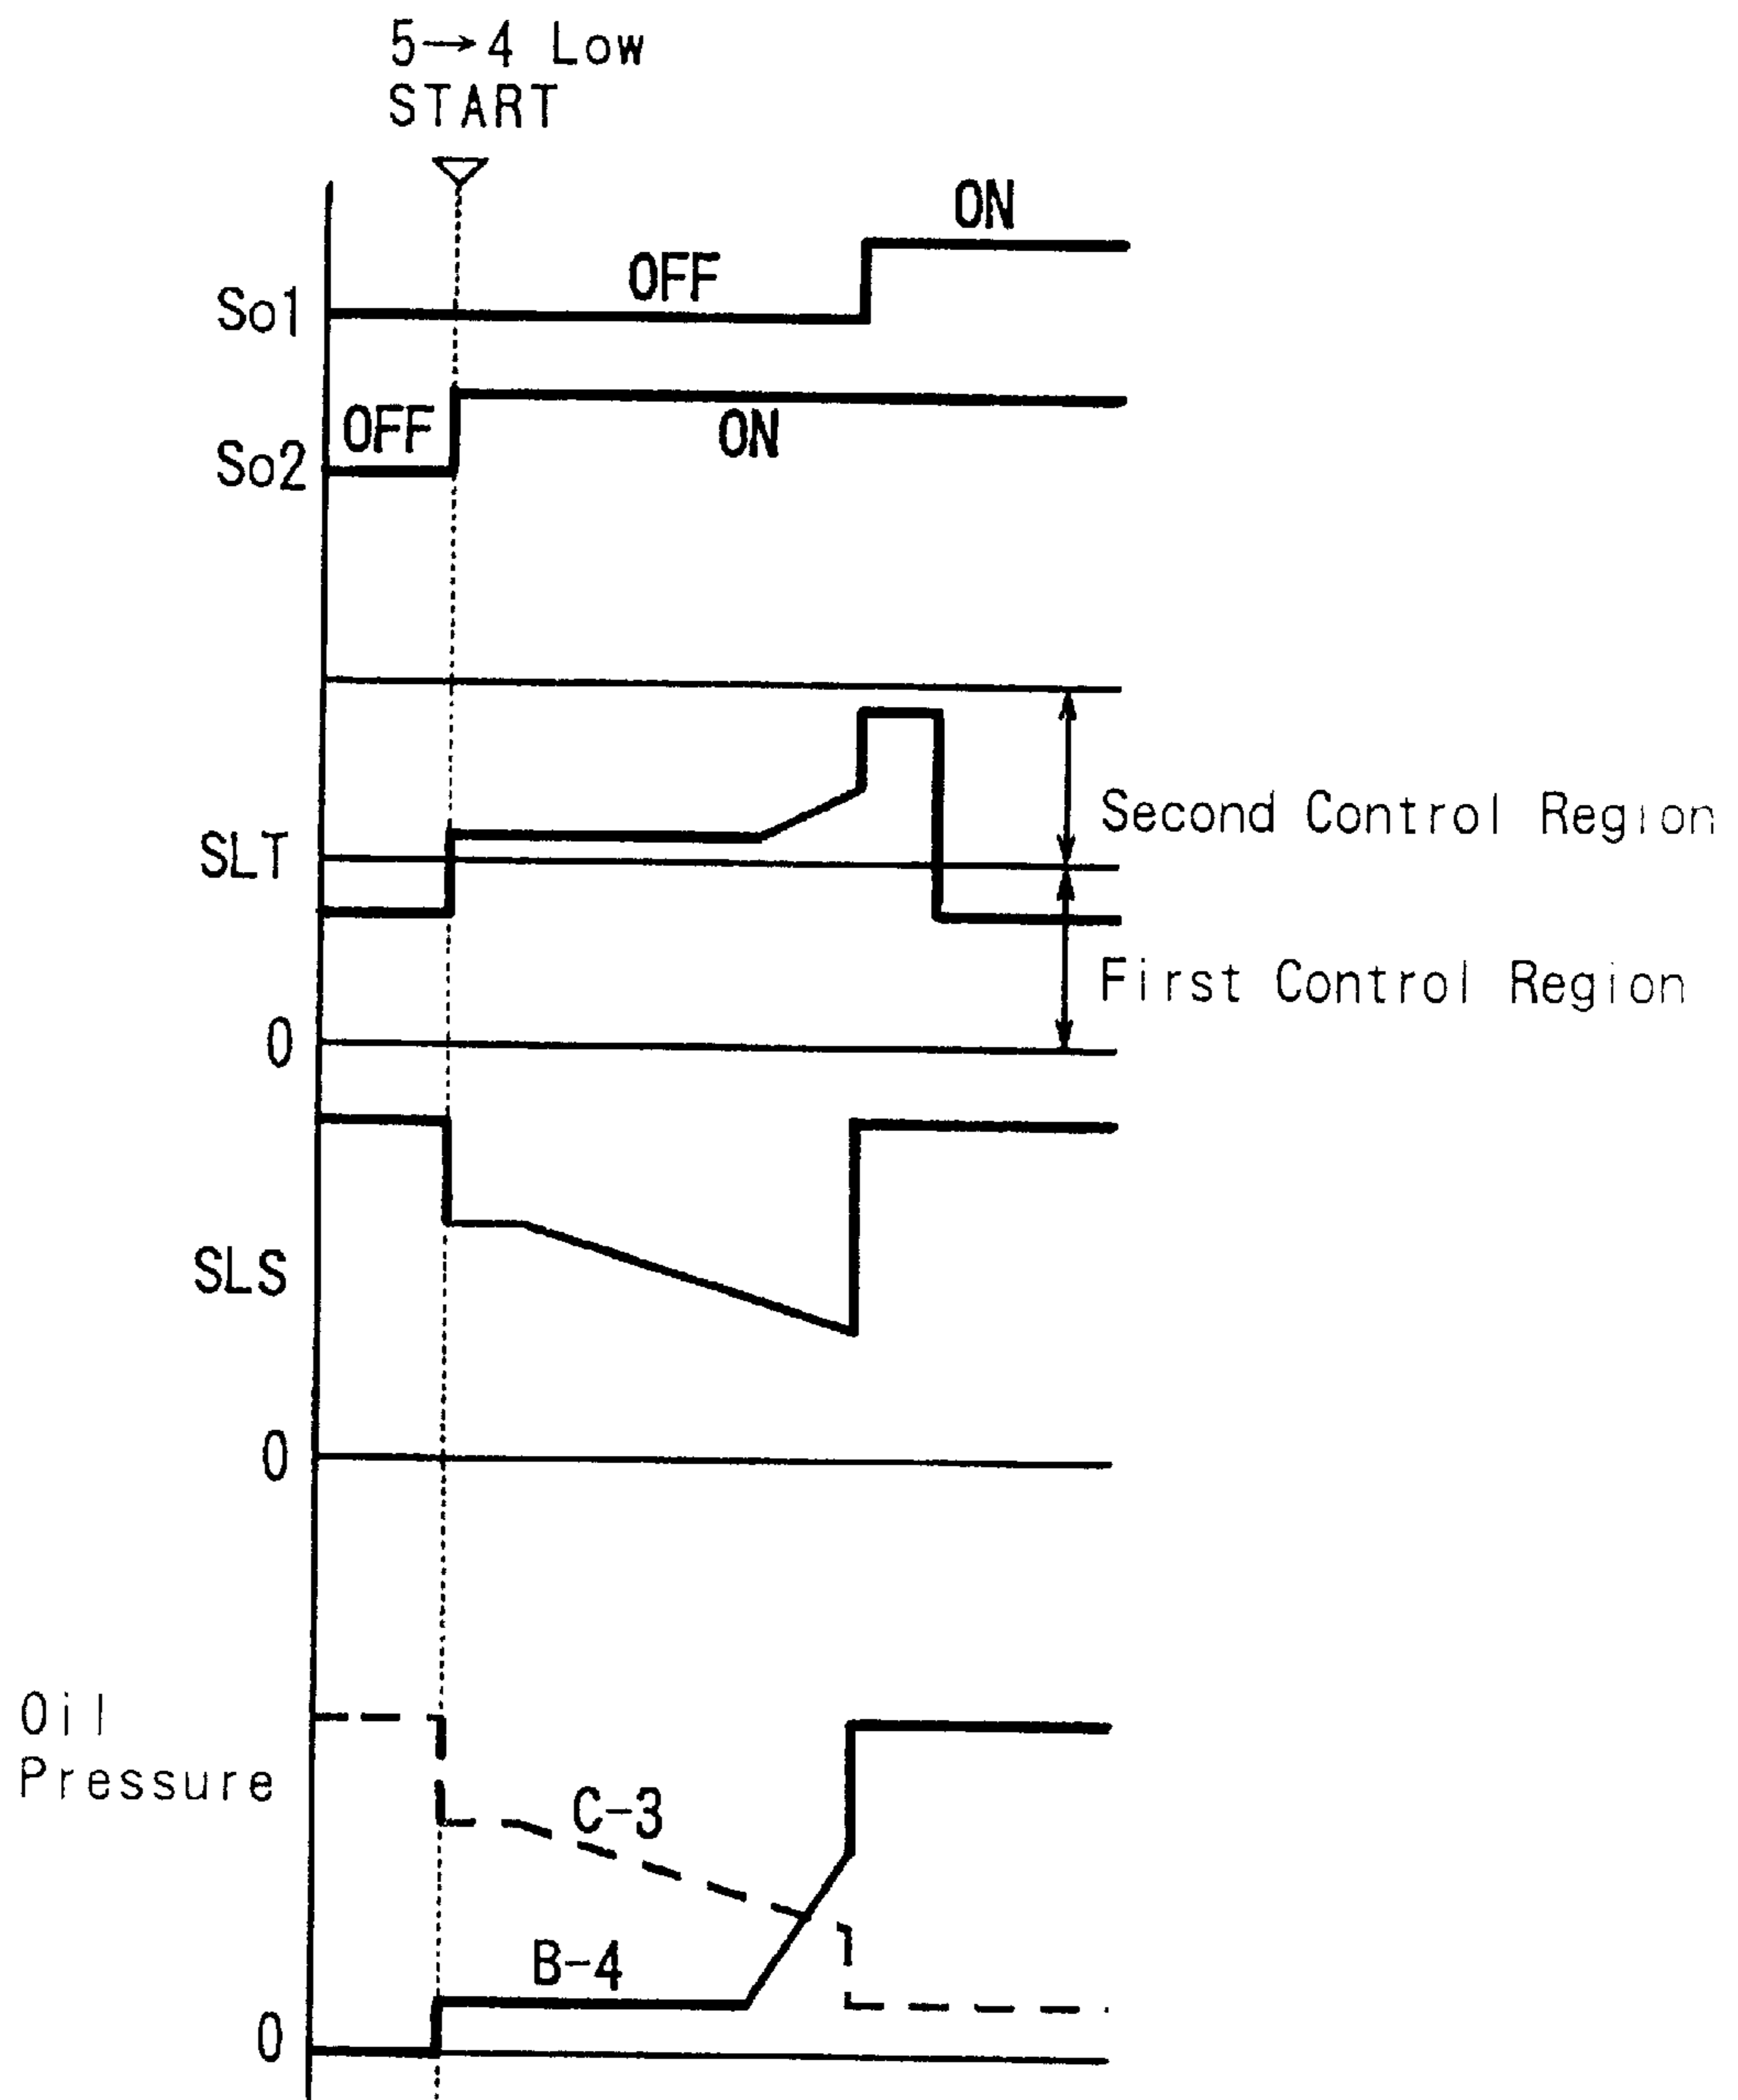 5→4 Low
START
ON
OFF
So1
OFF
ON
So2
Second Control Region
SLT
First Control Region
0
SLS
0
Oil
Pressure
C-3
B-4
0